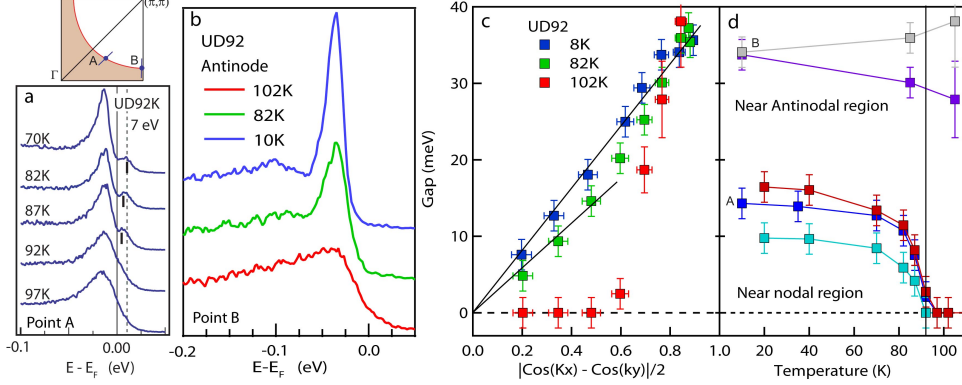 (π,π)
A
B
Γ
a
UD92K
7 eV
70K
82K
87K
92K
97K
Point A
-0.1
0.00
E - EF (eV)
b
UD92
Antinode
102K
82K
10K
Point B
-0.2
-0.1
0.0
E-EF (eV)
c
UD92
8K
82K
102K
Gap (meV)
40
30
20
10
0
0.0
0.2
0.4
0.6
0.8
1.0
|Cos(Kx) - Cos(ky)|/2
d
B
Near Antinodal region
A
Near nodal region
20
40
60
80
100
Temperature (K)